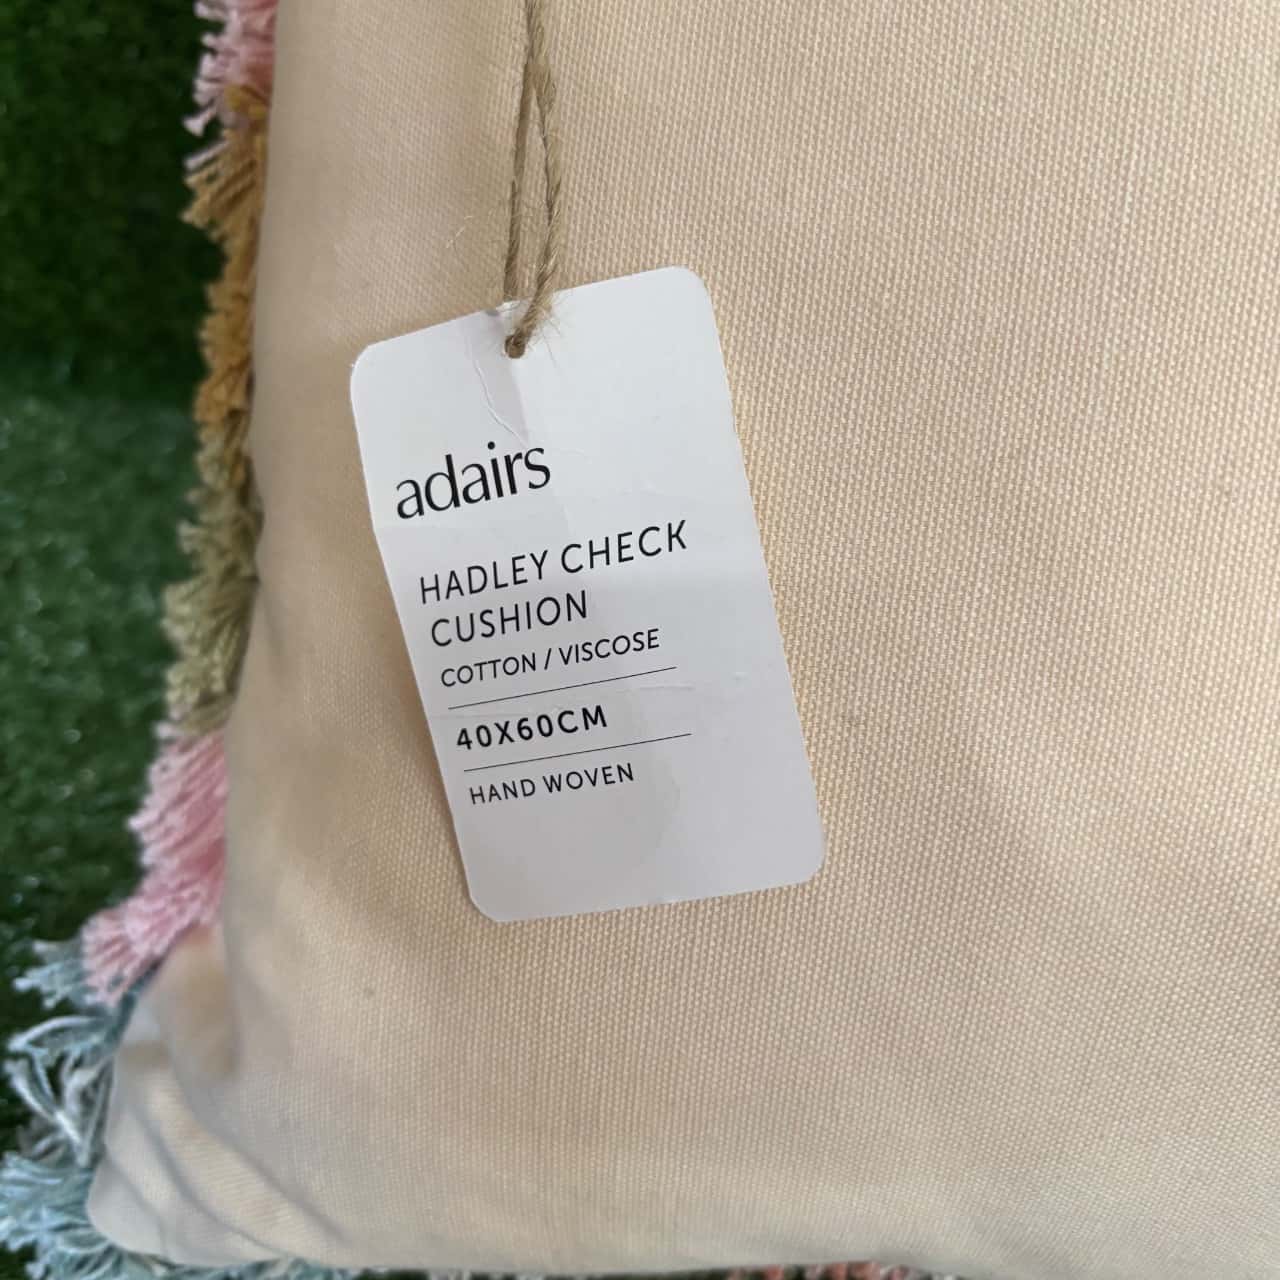 adairs
HADLEY CHECK
CUSHION
COTTON / VISCOSE
40X60CM
HAND WOVEN